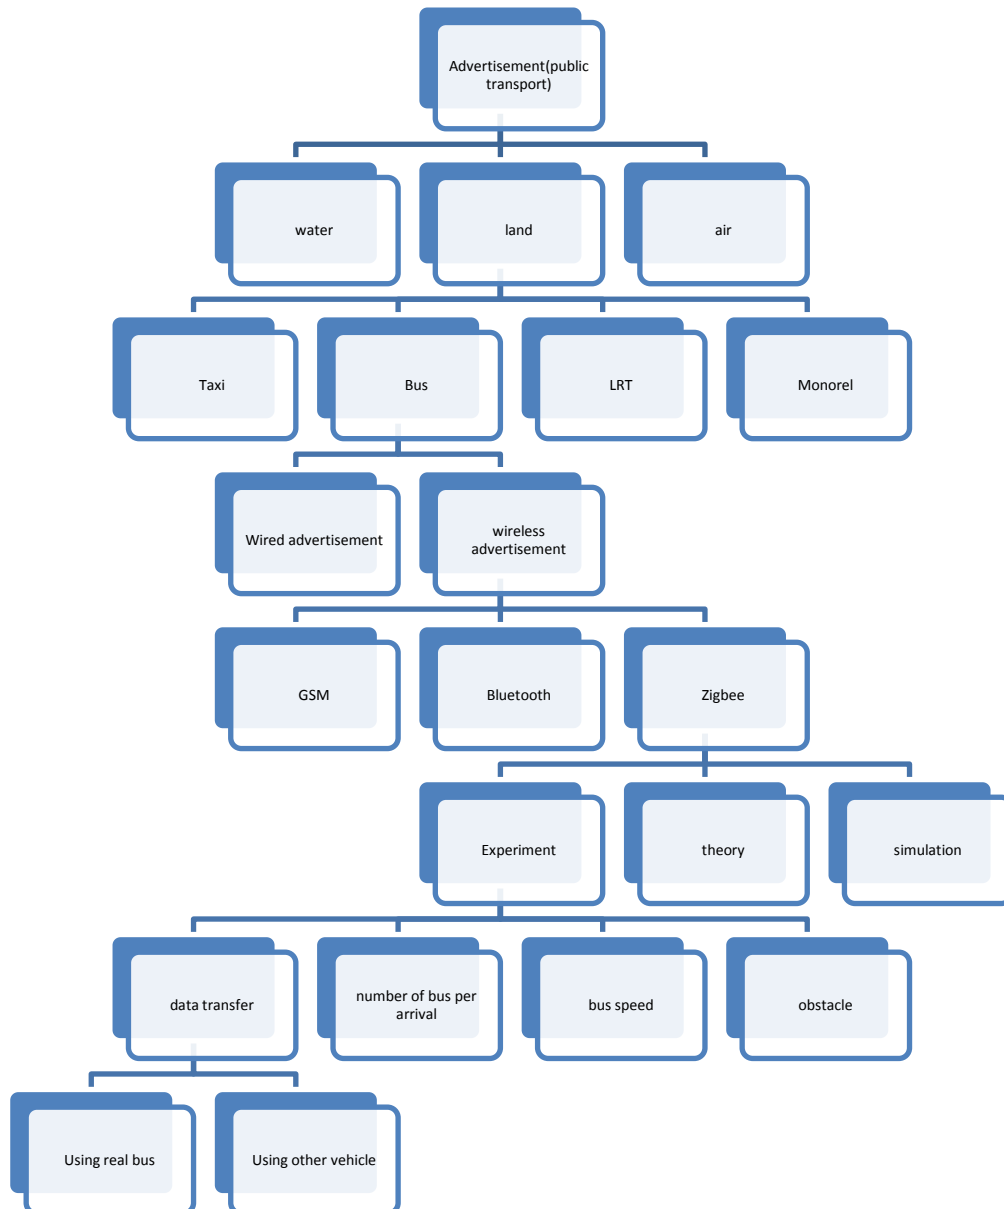 Advertisement(public
transport)
water
land
air
Taxi
Bus
LRT
Monorel
Wired advertisement
wireless
advertisement
GSM
Bluetooth
Zigbee
Experiment
theory
simulation
data transfer
number of bus per
arrival
bus speed
obstacle
Using real bus
Using other vehicle